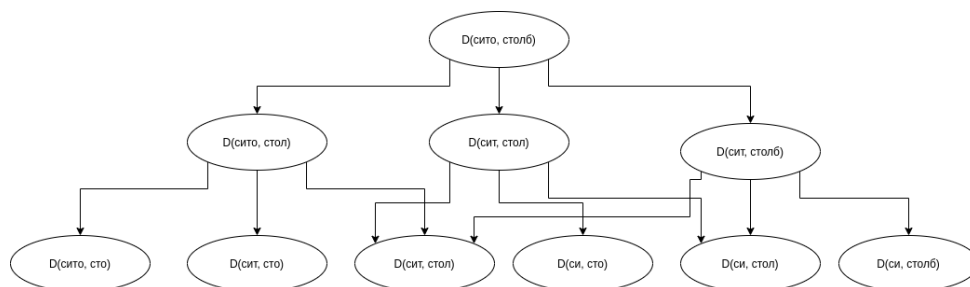 D(сито, столб)
D(сито, стол)
D(сит, стол)
D(сит, столб)
D(сито, сто)
D(сит, сто)
D(сит, стол)
D(си, сто)
D(си, стол)
D(си, столб)